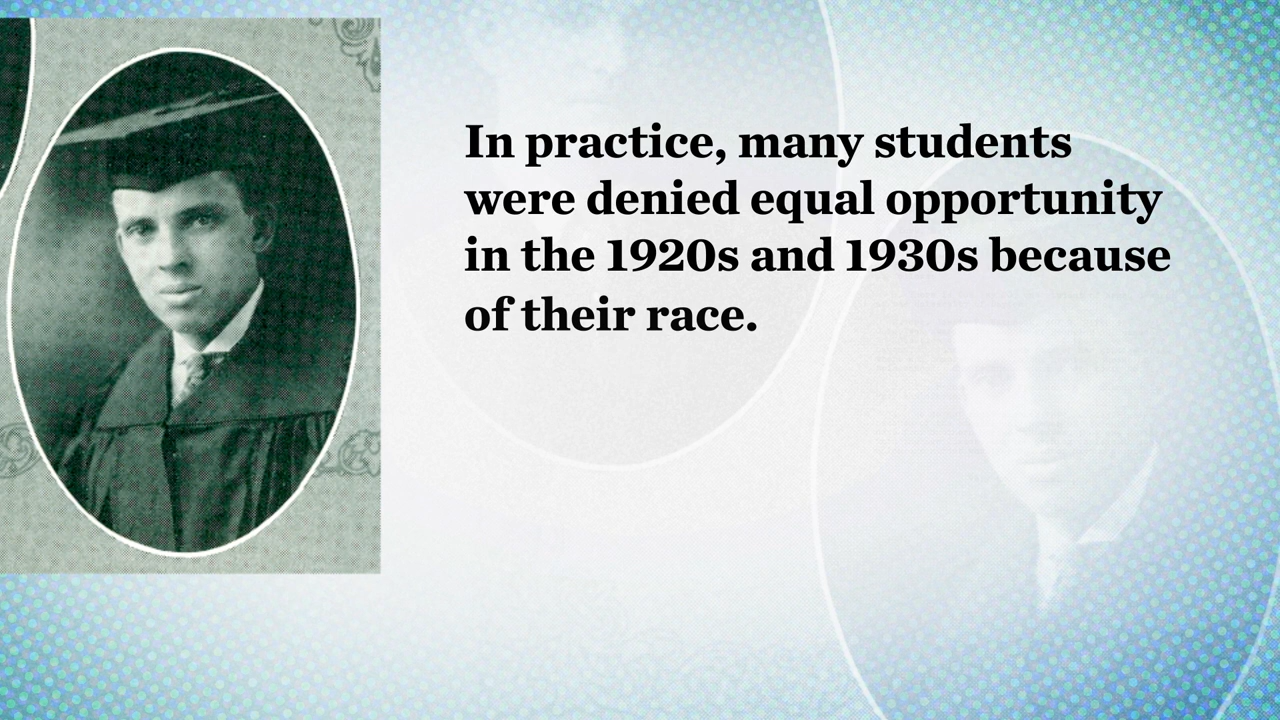 In practice, many students
were denied equal opportunity
in the 1920s and 1930s because
of their race.